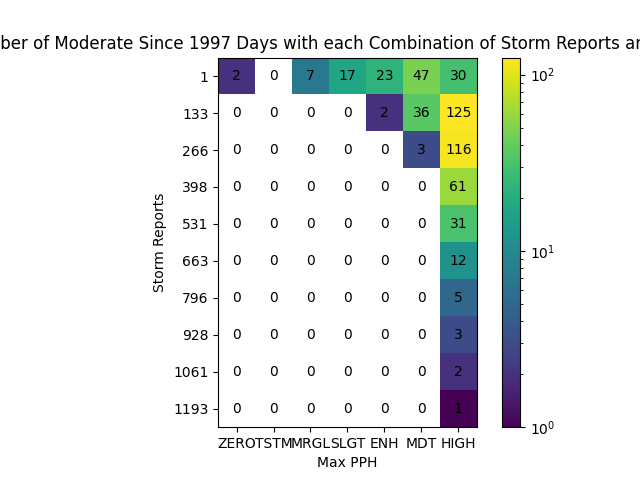 ber of Moderate Since 1997 Days with each Combination of Storm Reports a
1 2 0 7 17 23 47 30
133 0 0 0 0 2 36 125
266 0 0 0 0 0 3 116
398 0 0 0 0 0 0 61
531 0 0 0 0 0 0 31
663 0 0 0 0 0 0 12
796 0 0 0 0 0 0 5
928 0 0 0 0 0 0 3
1061 0 0 0 0 0 0 2
1193 0 0 0 0 0 0 1
ZERO TSTM MRGL SLGT ENH MDT HIGH
Max PPH
Storm Reports
10²
10¹
10⁰